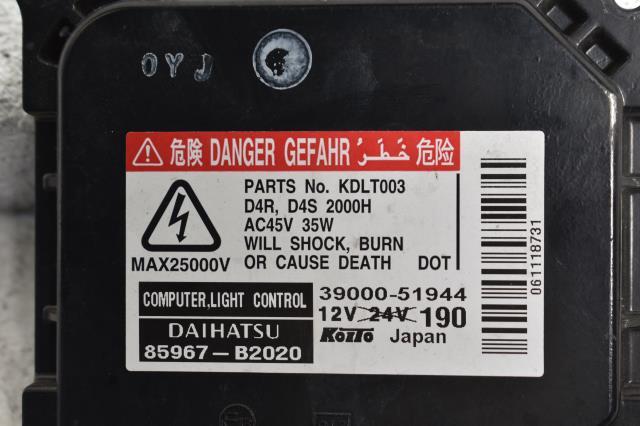 OYJ
危険 DANGER GEFAHR خَطَرْ 危险
PARTS No. KDLT003
D4R, D4S 2000H
AC45V 35W
WILL SHOCK, BURN
OR CAUSE DEATH DOT
MAX25000V
COMPUTER,LIGHT CONTROL
DAIHATSU
85967-B2020
39000-51944
12V 24V 190
KOITO Japan
061118731